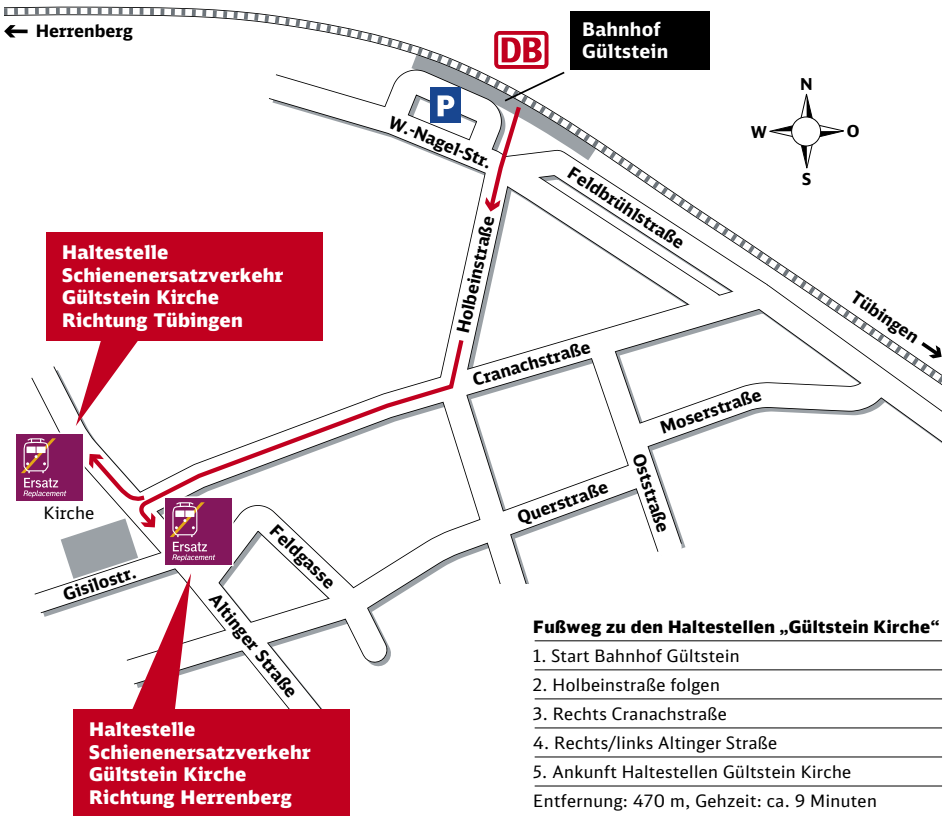 ← Herrenberg
DB
Bahnhof
Gültstein
P
W.-Nagel-Str.
N
W
O
S
Feldbrühlstraße
Haltestelle
Schienenersatzverkehr
Gültstein Kirche
Richtung Tübingen
Holbeinstraße
Tübingen →
Cranachstraße
Moserstraße
Ersatz
Replacement
Kirche
Oststraße
Querstraße
Ersatz
Replacement
Feldgasse
Gisilostr.
Altinger Straße
Haltestelle
Schienenersatzverkehr
Gültstein Kirche
Richtung Herrenberg
Fußweg zu den Haltestellen „Gültstein Kirche“
1. Start Bahnhof Gültstein
2. Holbeinstraße folgen
3. Rechts Cranachstraße
4. Rechts/links Altinger Straße
5. Ankunft Haltestellen Gültstein Kirche
Entfernung: 470 m, Gehzeit: ca. 9 Minuten